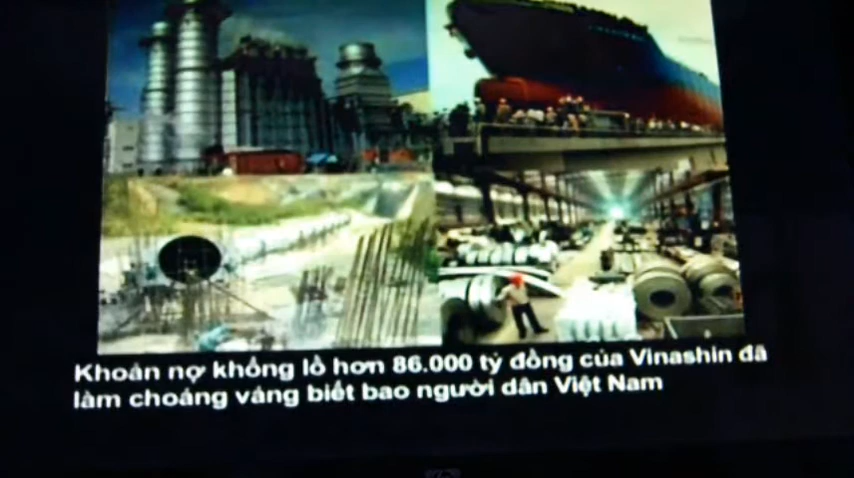 Khoản nợ khổng lồ hơn 86.000 tỷ đồng của Vinashin đã
làm choáng váng biết bao người dân Việt Nam